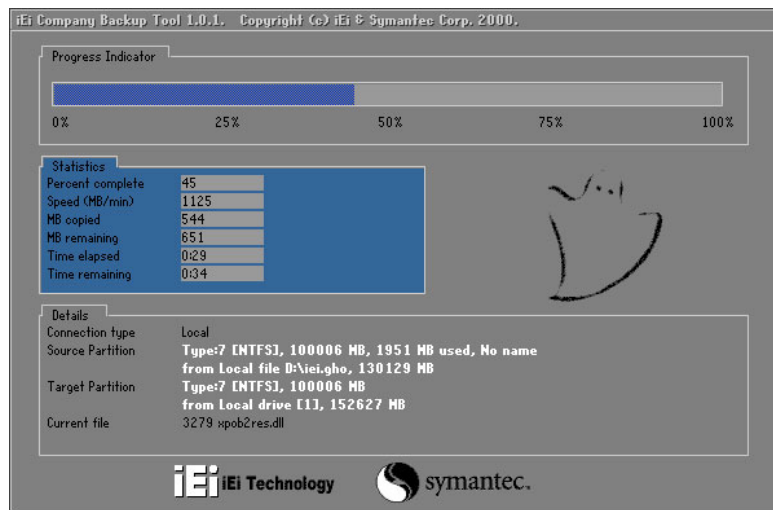 iEi Company Backup Tool 1.0.1.   Copyright (c) iEi & Symantec Corp. 2000.
Progress Indicator
0% 25% 50% 75% 100%
Statistics
Percent complete 45
Speed (MB/min) 1125
MB copied 544
MB remaining 651
Time elapsed 0:29
Time remaining 0:34
Details
Connection type Local
Source Partition Type:7 [NTFS], 100006 MB, 1951 MB used, No name
from Local file D:\iei.gho, 130129 MB
Target Partition Type:7 [NTFS], 100006 MB
from Local drive [1], 152627 MB
Current file 3279 xpob2res.dll
iEi iEi Technology symantec.